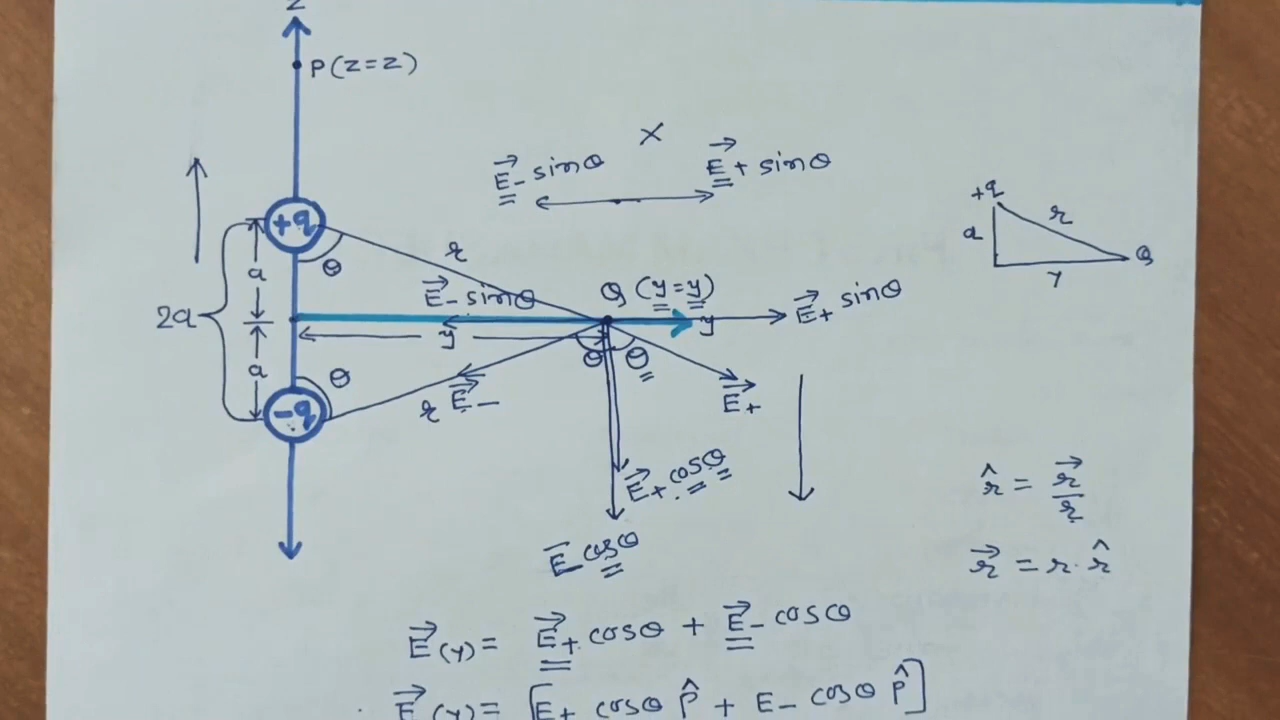 z
P(z=z)
X
E⃗₋ sinθ
E⃗₊ sinθ
+q
r
a
Q
y
+q
θ
r
a
2a
E⃗₋ sinθ
Q (y=y)
E⃗₊ sinθ
y
y
θ
θ
a
θ
-q
r E⃗₋
E⃗₊
E⃗₊ cosθ
E⃗₋ cosθ
r̂ = r⃗/r
r⃗ = r · r̂
E⃗(y) = E⃗₊ cosθ + E⃗₋ cosθ
E⃗(y) = [E₊ cosθ p̂ + E₋ cosθ p̂]